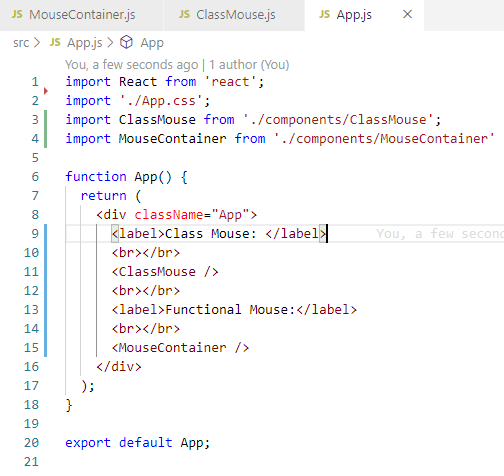 JS MouseContainer.js JS ClassMouse.js JS App.js ×
src > JS App.js > App
You, a few seconds ago | 1 author (You)
1 import React from 'react';
2 import './App.css';
3 import ClassMouse from './components/ClassMouse';
4 import MouseContainer from './components/MouseContainer'
5
6 function App() {
7 return (
8 <div className="App">
9 <label>Class Mouse: </label> You, a few second
10 <br></br>
11 <ClassMouse />
12 <br></br>
13 <label>Functional Mouse:</label>
14 <br></br>
15 <MouseContainer />
16 </div>
17 );
18 }
19
20 export default App;
21